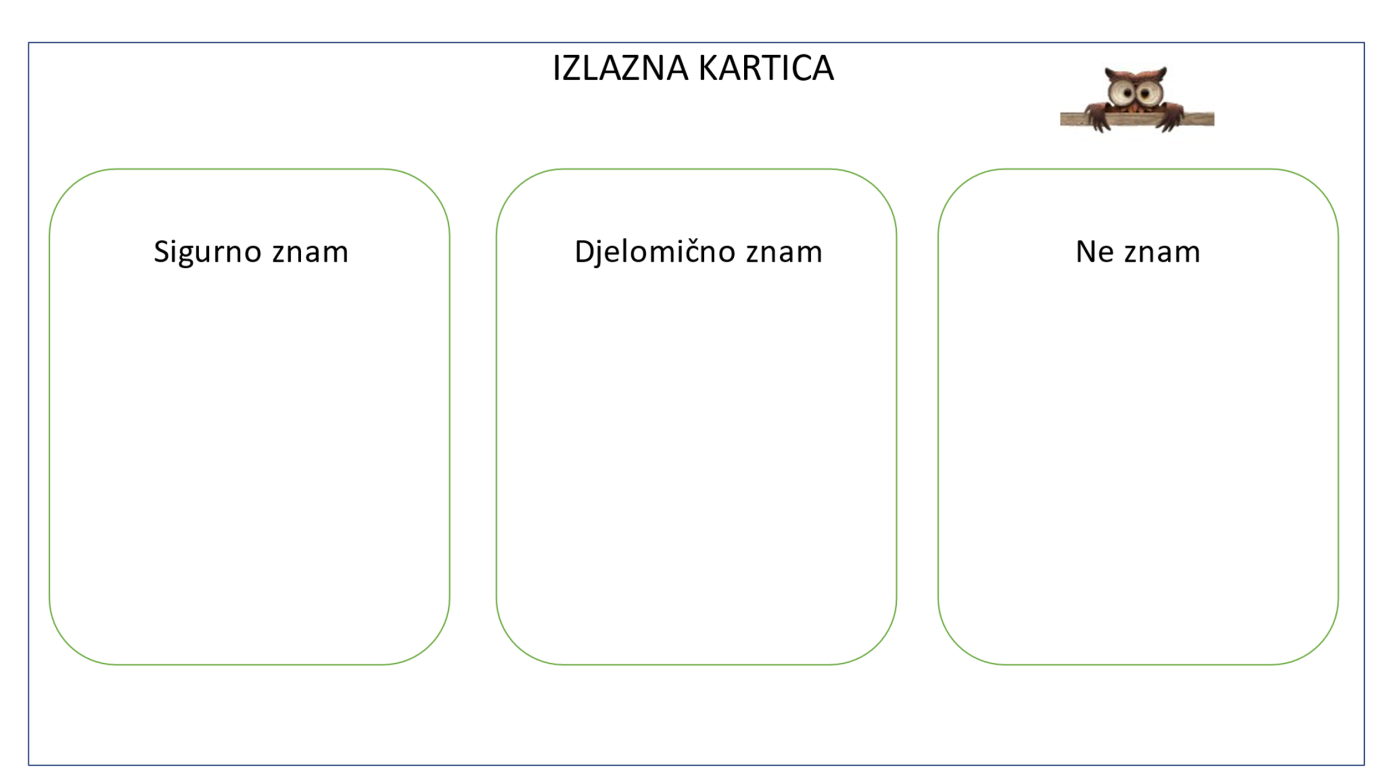 IZLAZNA KARTICA
Sigurno znam
Djelomično znam
Ne znam